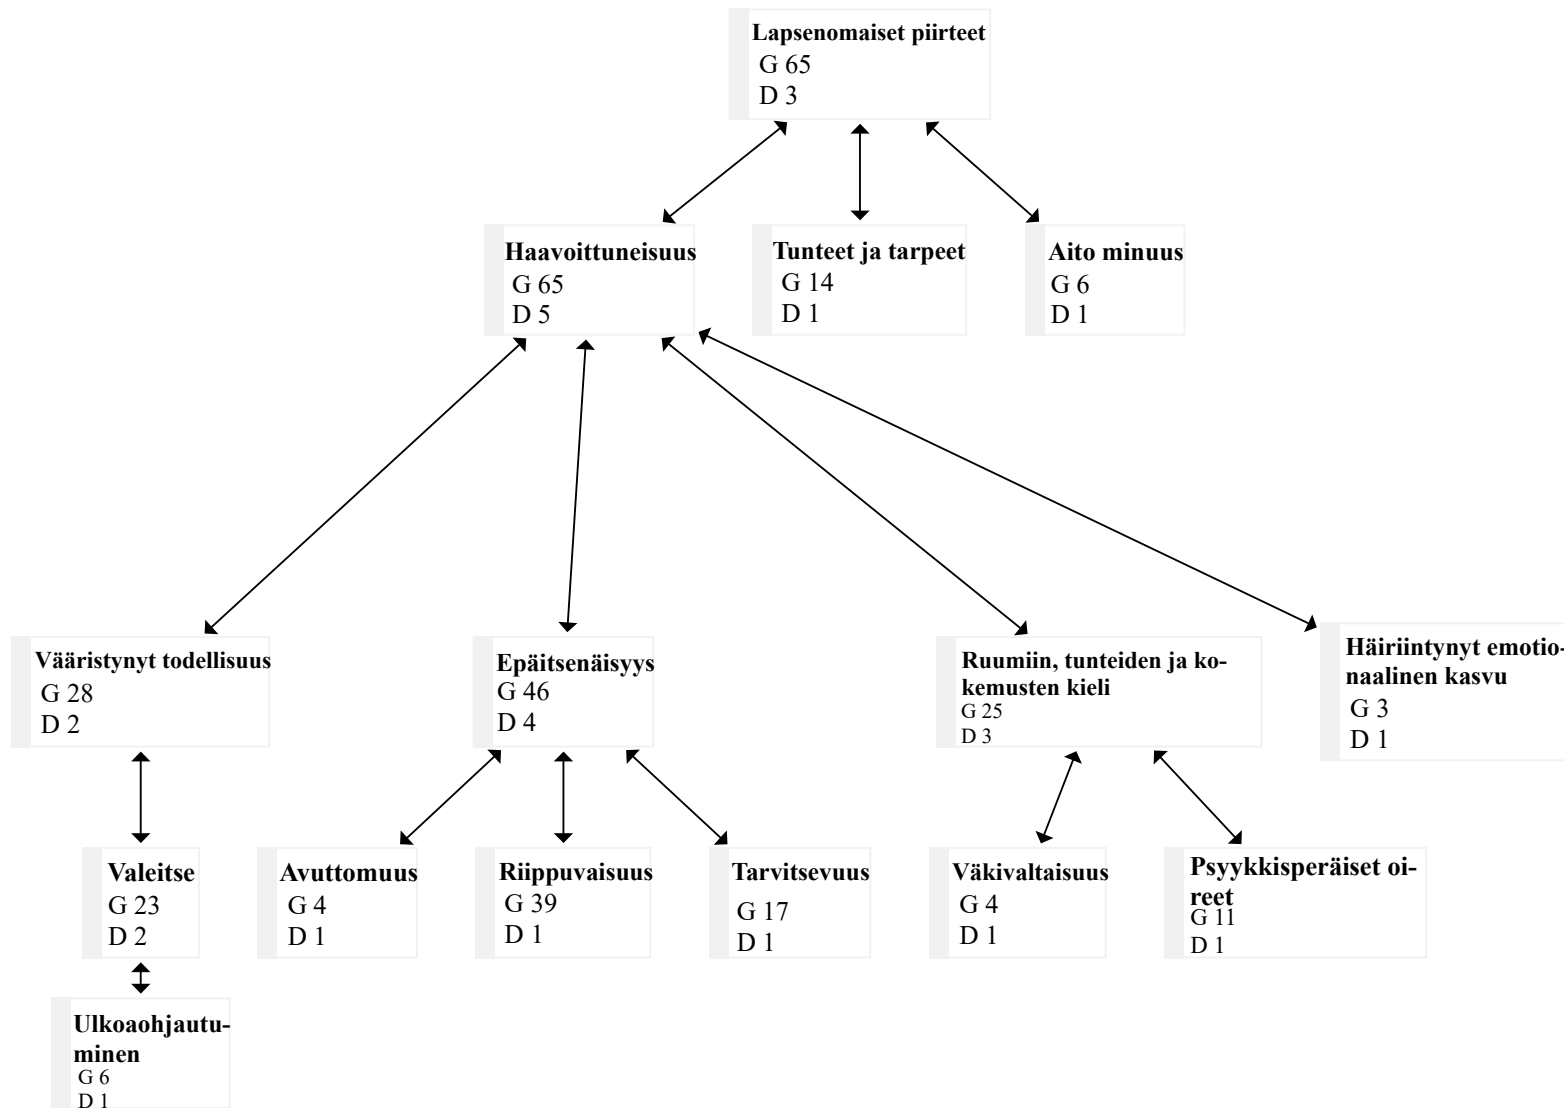 Lapsenomaiset piirteet
G 65
D 3
Haavoittuneisuus
G 65
D 5
Tunteet ja tarpeet
G 14
D 1
Aito minuus
G 6
D 1
Vääristynyt todellisuus
G 28
D 2
Epäitsenäisyys
G 46
D 4
Ruumiin, tunteiden ja ko-
kemusten kieli
G 25
D 3
Häiriintynyt emotio-
naalinen kasvu
G 3
D 1
Valeitse
G 23
D 2
Avuttomuus
G 4
D 1
Riippuvaisuus
G 39
D 1
Tarvitsevuus
G 17
D 1
Väkivaltaisuus
G 4
D 1
Psyykkisperäiset oi-
reet
G 11
D 1
Ulkoaohjautu-
minen
G 6
D 1